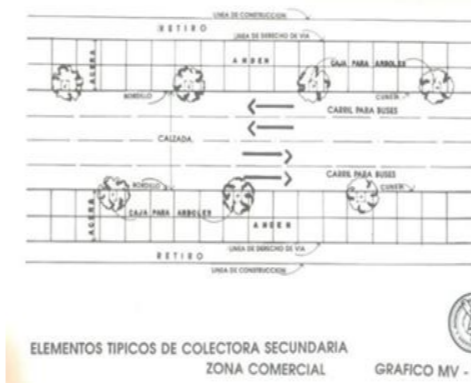 LINEA DE CONSTRUCCION
RETIRO
LINEA DE DERECHO DE VIA
ACERA
ANDEN
CAJA PARA ARBOLES
BORDILLO
CUNETA
CARRIL PARA BUSES
CALZADA
CARRIL PARA BUSES
BORDILLO
CUNETA
ACERA
CAJA PARA ARBOLES
ANDEN
LINEA DE DERECHO DE VIA
RETIRO
LINEA DE CONSTRUCCION
ELEMENTOS TIPICOS DE COLECTORA SECUNDARIA
ZONA COMERCIAL
GRAFICO MV -